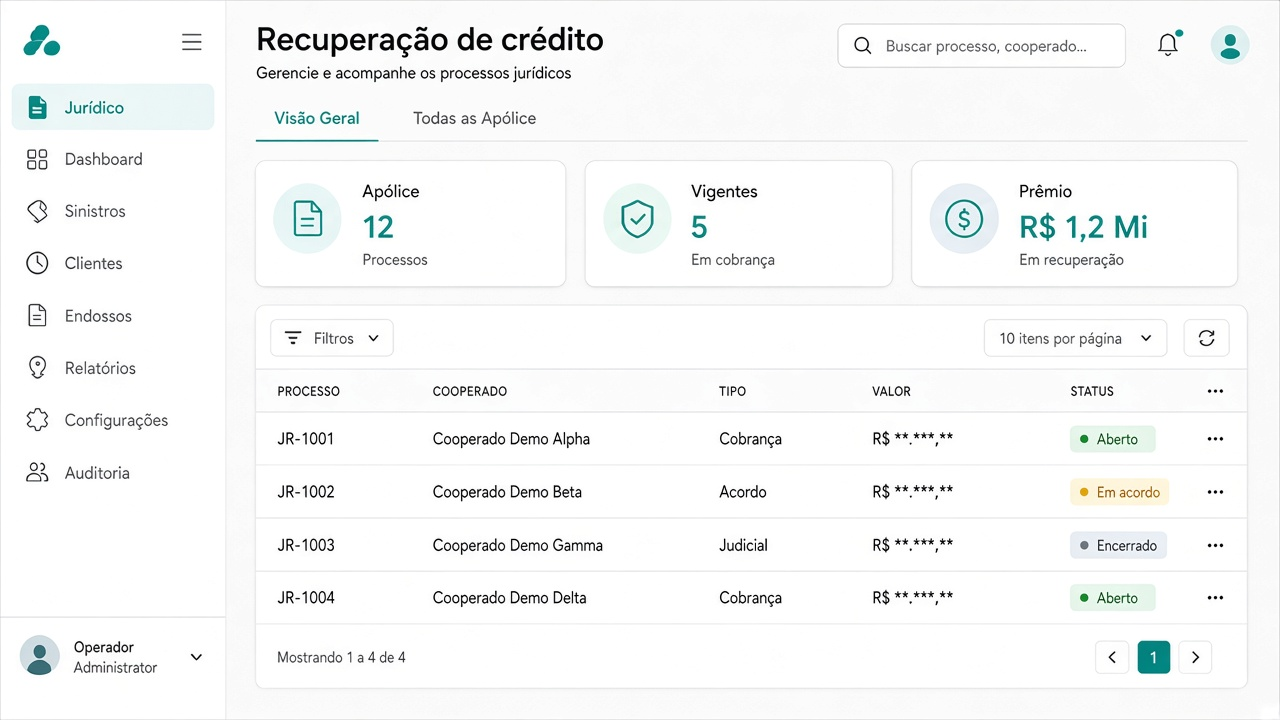 Recuperação de crédito
Gerencie e acompanhe os processos jurídicos
Buscar processo, cooperado...
Jurídico
Dashboard
Sinistros
Clientes
Endossos
Relatórios
Configurações
Auditoria
Operador
Administrator
Visão Geral
Todas as Apólice
Apólice
12
Processos
Vigentes
5
Em cobrança
Prêmio
R$ 1,2 Mi
Em recuperação
Filtros
10 itens por página
PROCESSO COOPERADO TIPO VALOR STATUS
JR-1001 Cooperado Demo Alpha Cobrança R$ **.***,** Aberto
JR-1002 Cooperado Demo Beta Acordo R$ **.***,** Em acordo
JR-1003 Cooperado Demo Gamma Judicial R$ **.***,** Encerrado
JR-1004 Cooperado Demo Delta Cobrança R$ **.***,** Aberto
Mostrando 1 a 4 de 4
1